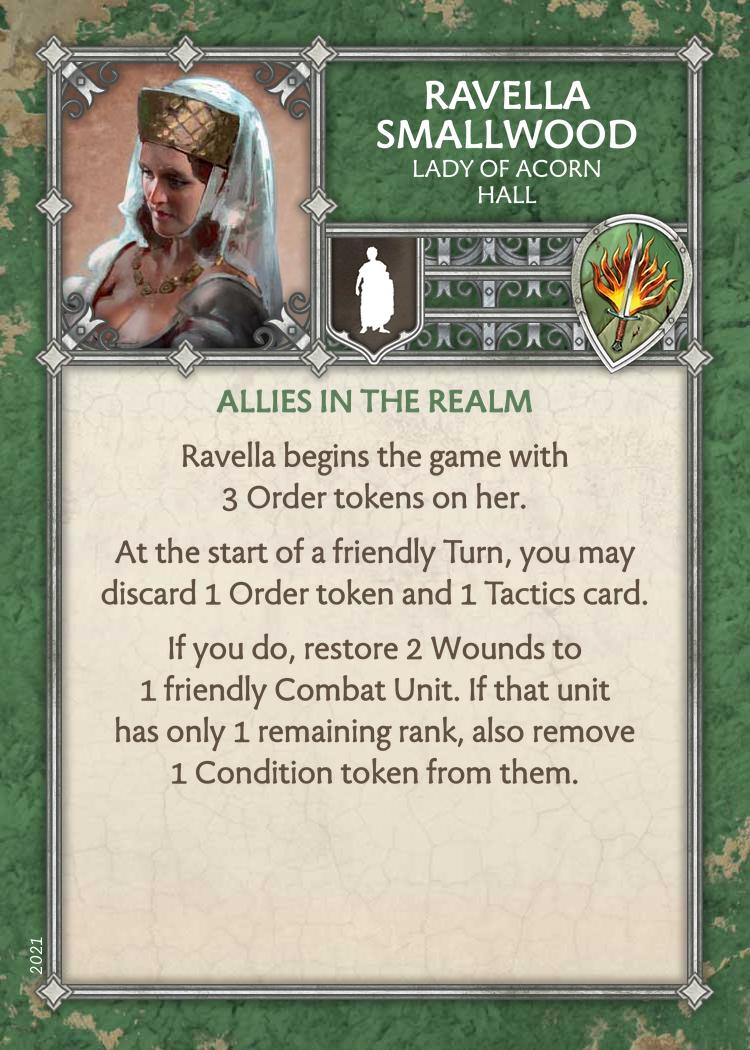 RAVELLA
SMALLWOOD
LADY OF ACORN
HALL
ALLIES IN THE REALM
Ravella begins the game with
3 Order tokens on her.
At the start of a friendly Turn, you may
discard 1 Order token and 1 Tactics card.
If you do, restore 2 Wounds to
1 friendly Combat Unit. If that unit
has only 1 remaining rank, also remove
1 Condition token from them.
2021